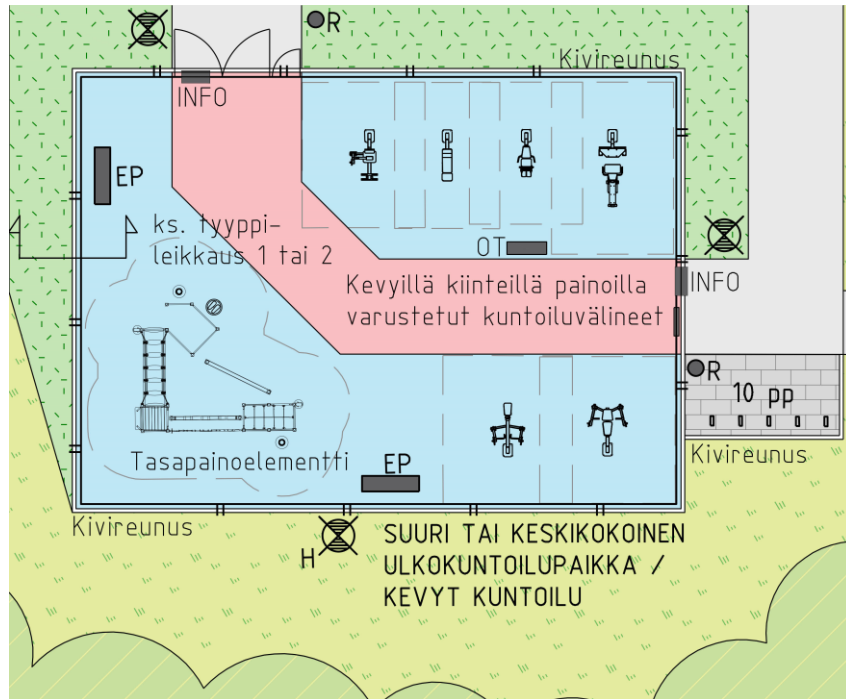 R
Kivireunus
INFO
EP
ks. tyyppi-
leikkaus 1 tai 2
OT
Kevyillä kiinteillä painoilla
varustetut kuntoiluvälineet
INFO
R
10 pp
Tasapainoelementti
EP
Kivireunus
Kivireunus
H
SUURI TAI KESKIKOKOINEN
ULKOKUNTOILUPAIKKA /
KEVYT KUNTOILU